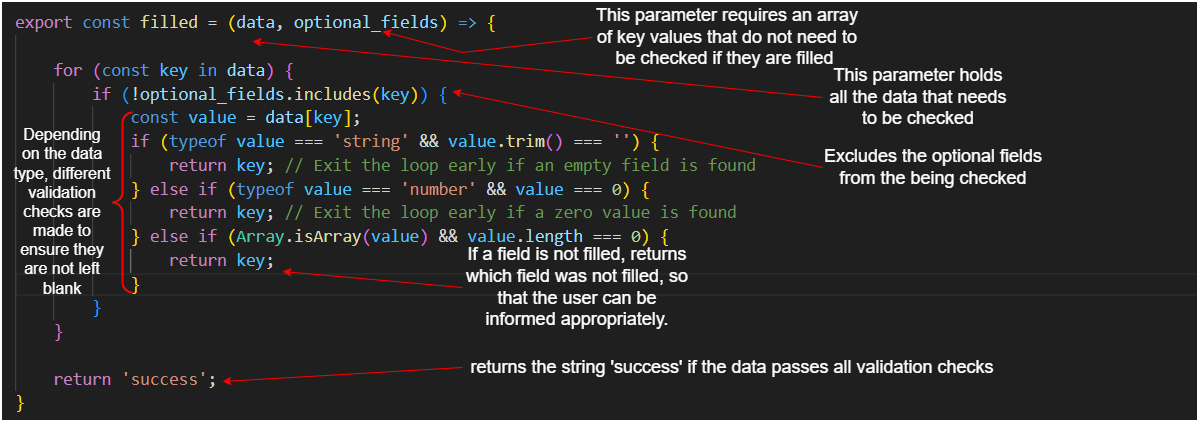 export const filled = (data, optional_fields) => {
This parameter requires an array
of key values that do not need to
be checked if they are filled
for (const key in data) {
This parameter holds
all the data that needs
to be checked
if (!optional_fields.includes(key)) {
const value = data[key];
Depending
on the data
type, different
validation
checks are
made to
ensure they
are not left
blank
if (typeof value === 'string' && value.trim() === '') {
Excludes the optional fields
from the being checked
return key; // Exit the loop early if an empty field is found
} else if (typeof value === 'number' && value === 0) {
return key; // Exit the loop early if a zero value is found
} else if (Array.isArray(value) && value.length === 0) {
return key;
If a field is not filled, returns
which field was not filled, so
that the user can be
informed appropriately.
}
}
}
return 'success';
returns the string 'success' if the data passes all validation checks
}